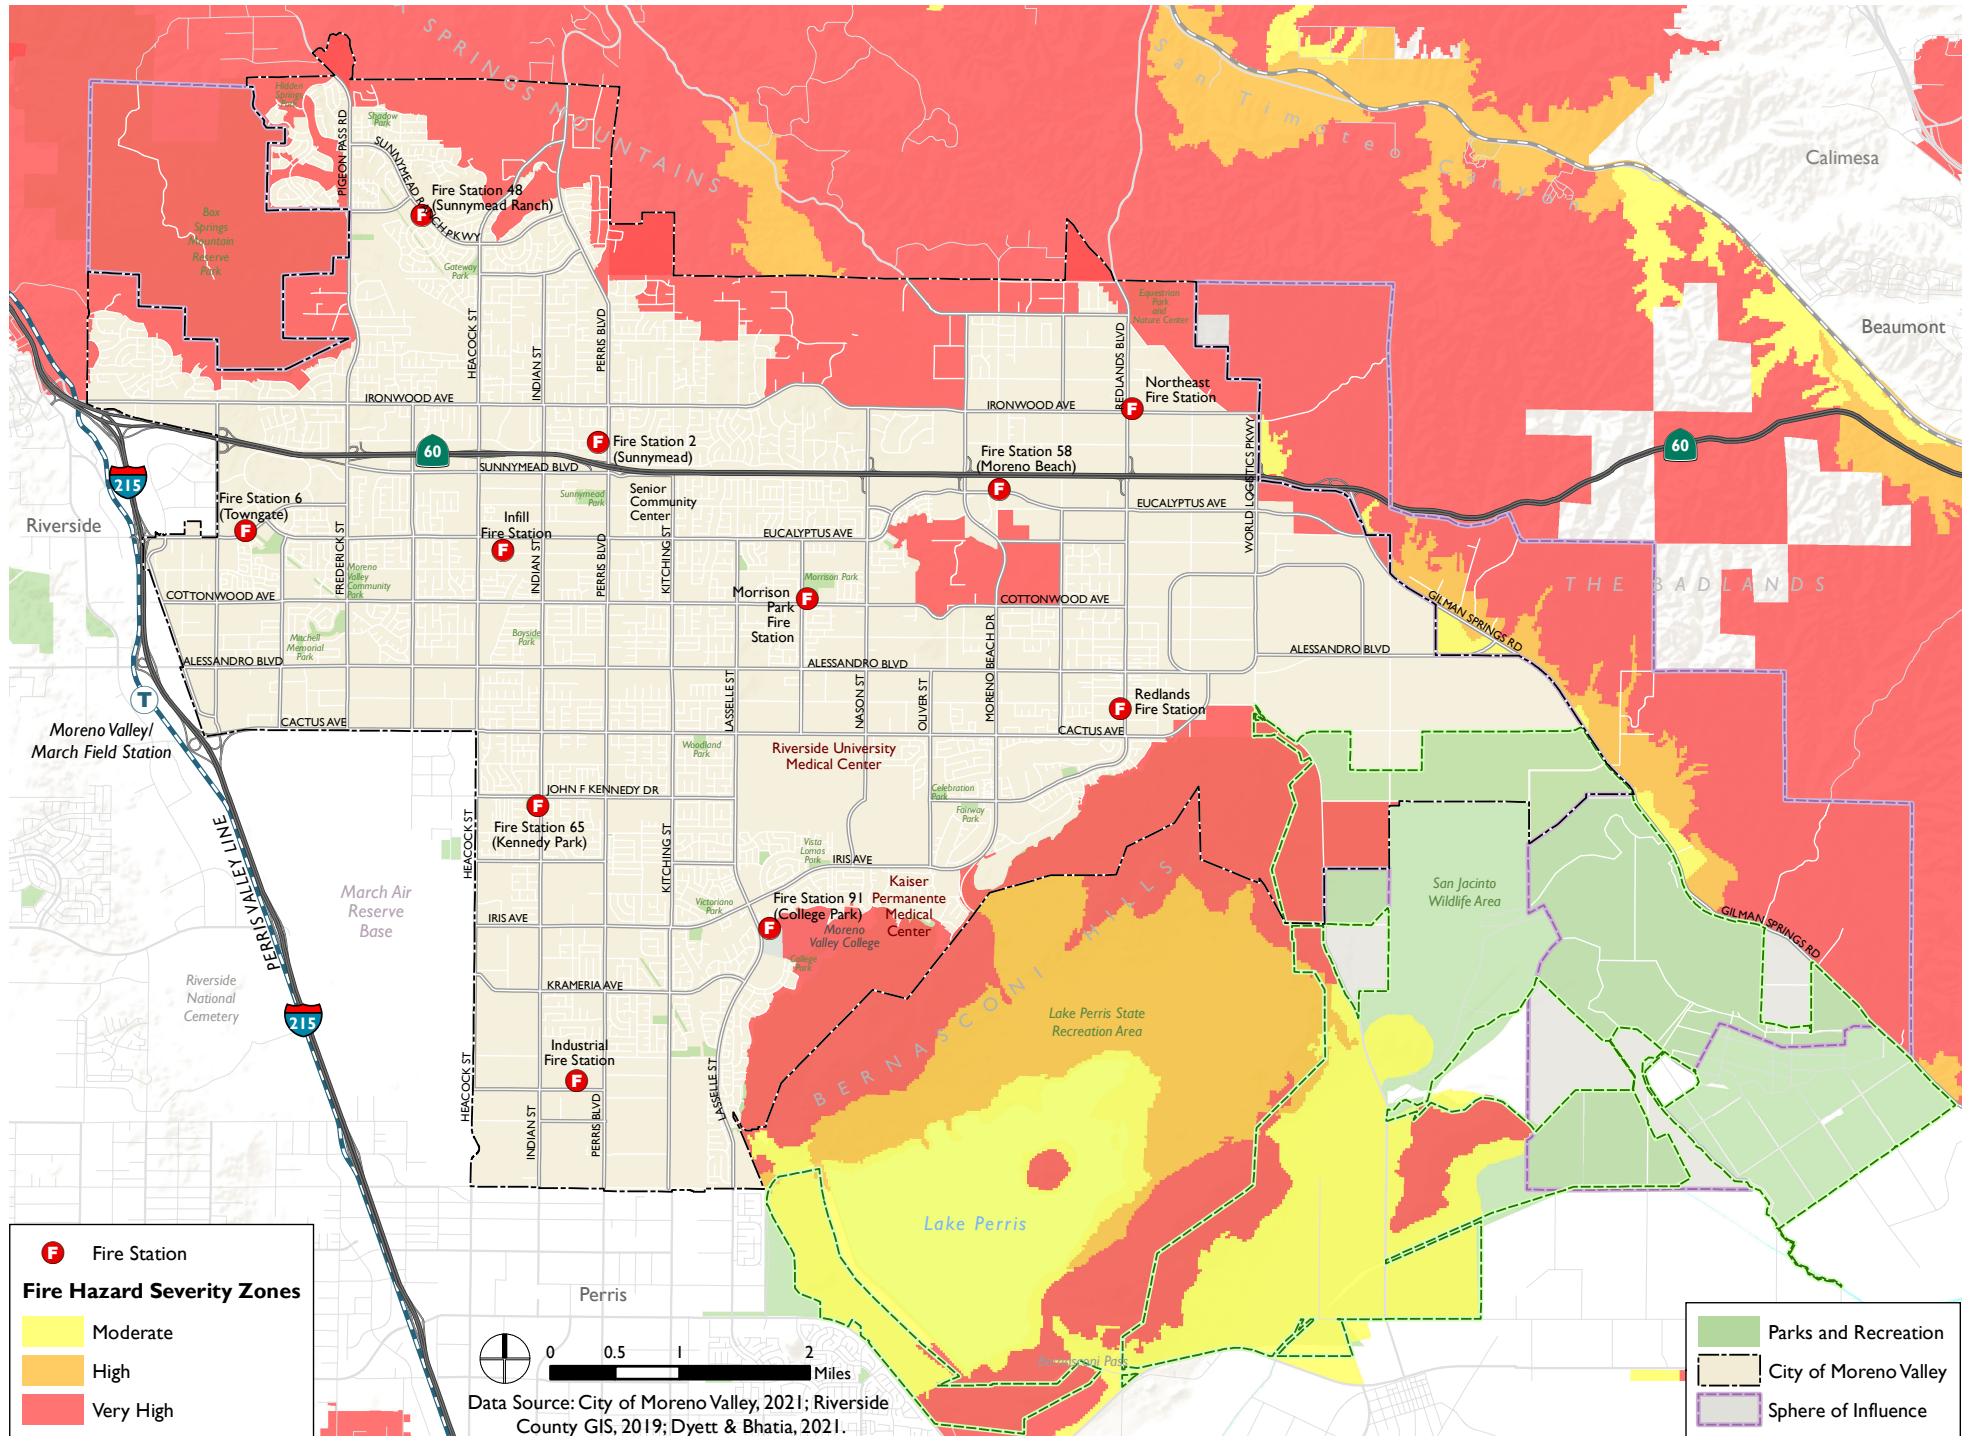 SPRINGS MOUNTAINS
San Timoteo Canyon
Calimesa
Beaumont
Hidden
Springs
Park
Shadow
Park
PIGEON PASS RD
SUNNYMEAD RANCH PKWY
Fire Station 48
(Sunnymead Ranch)
F
Box
Springs
Mountain
Reserve
Park
Gateway
Park
Equestrian
Park
and
Nature Center
HEACOCK ST
INDIAN ST
PERRIS BLVD
REDLANDS BLVD
IRONWOOD AVE
IRONWOOD AVE
Northeast
Fire Station
F
60
F
Fire Station 2
(Sunnymead)
SUNNYMEAD BLVD
Fire Station 58
(Moreno Beach)
F
60
215
Riverside
Fire Station 6
(Towngate)
F
Sunnymead
Park
Senior
Community
Center
Infill
Fire Station
F
EUCALYPTUS AVE
EUCALYPTUS AVE
WORLD LOGISTICS PKWY
FREDERICK ST
Moreno
Valley
Community
Park
INDIAN ST
PERRIS BLVD
KITCHING ST
Morrison Park
Morrison
Park
Fire
Station
F
THE BADLANDS
COTTONWOOD AVE
COTTONWOOD AVE
GILMAN SPRINGS RD
Mitchell
Memorial
Park
Bayside
Park
ALESSANDRO BLVD
ALESSANDRO BLVD
ALESSANDRO BLVD
MORENO BEACH DR
LASSELLE ST
NASON ST
OLIVER ST
T
Moreno Valley/
March Field Station
CACTUS AVE
CACTUS AVE
Redlands
Fire Station
F
Woodland
Park
Riverside University
Medical Center
JOHN F KENNEDY DR
F
Fire Station 65
(Kennedy Park)
Celebration
Park
Fairway
Park
Vista
Lomas
Park
IRIS AVE
HEACOCK ST
KITCHING ST
PERRIS VALLEY LINE
March Air
Reserve
Base
Kaiser
Permanente
Medical
Center
Victoriano
Park
Fire Station 91
(College Park)
F
Moreno
Valley College
College
Park
IRIS AVE
San Jacinto
Wildlife Area
GILMAN SPRINGS RD
BERNASCONI HILLS
Riverside
National
Cemetery
KRAMERIA AVE
215
Lake Perris State
Recreation Area
Industrial
Fire Station
F
HEACOCK ST
INDIAN ST
PERRIS BLVD
LASSELLE ST
Lake Perris
Perris
Bernasconi Pass
F
Fire Station
Fire Hazard Severity Zones
Moderate
High
Very High
0 0.5 1 2
Miles
Data Source: City of Moreno Valley, 2021; Riverside
County GIS, 2019; Dyett & Bhatia, 2021.
Parks and Recreation
City of Moreno Valley
Sphere of Influence